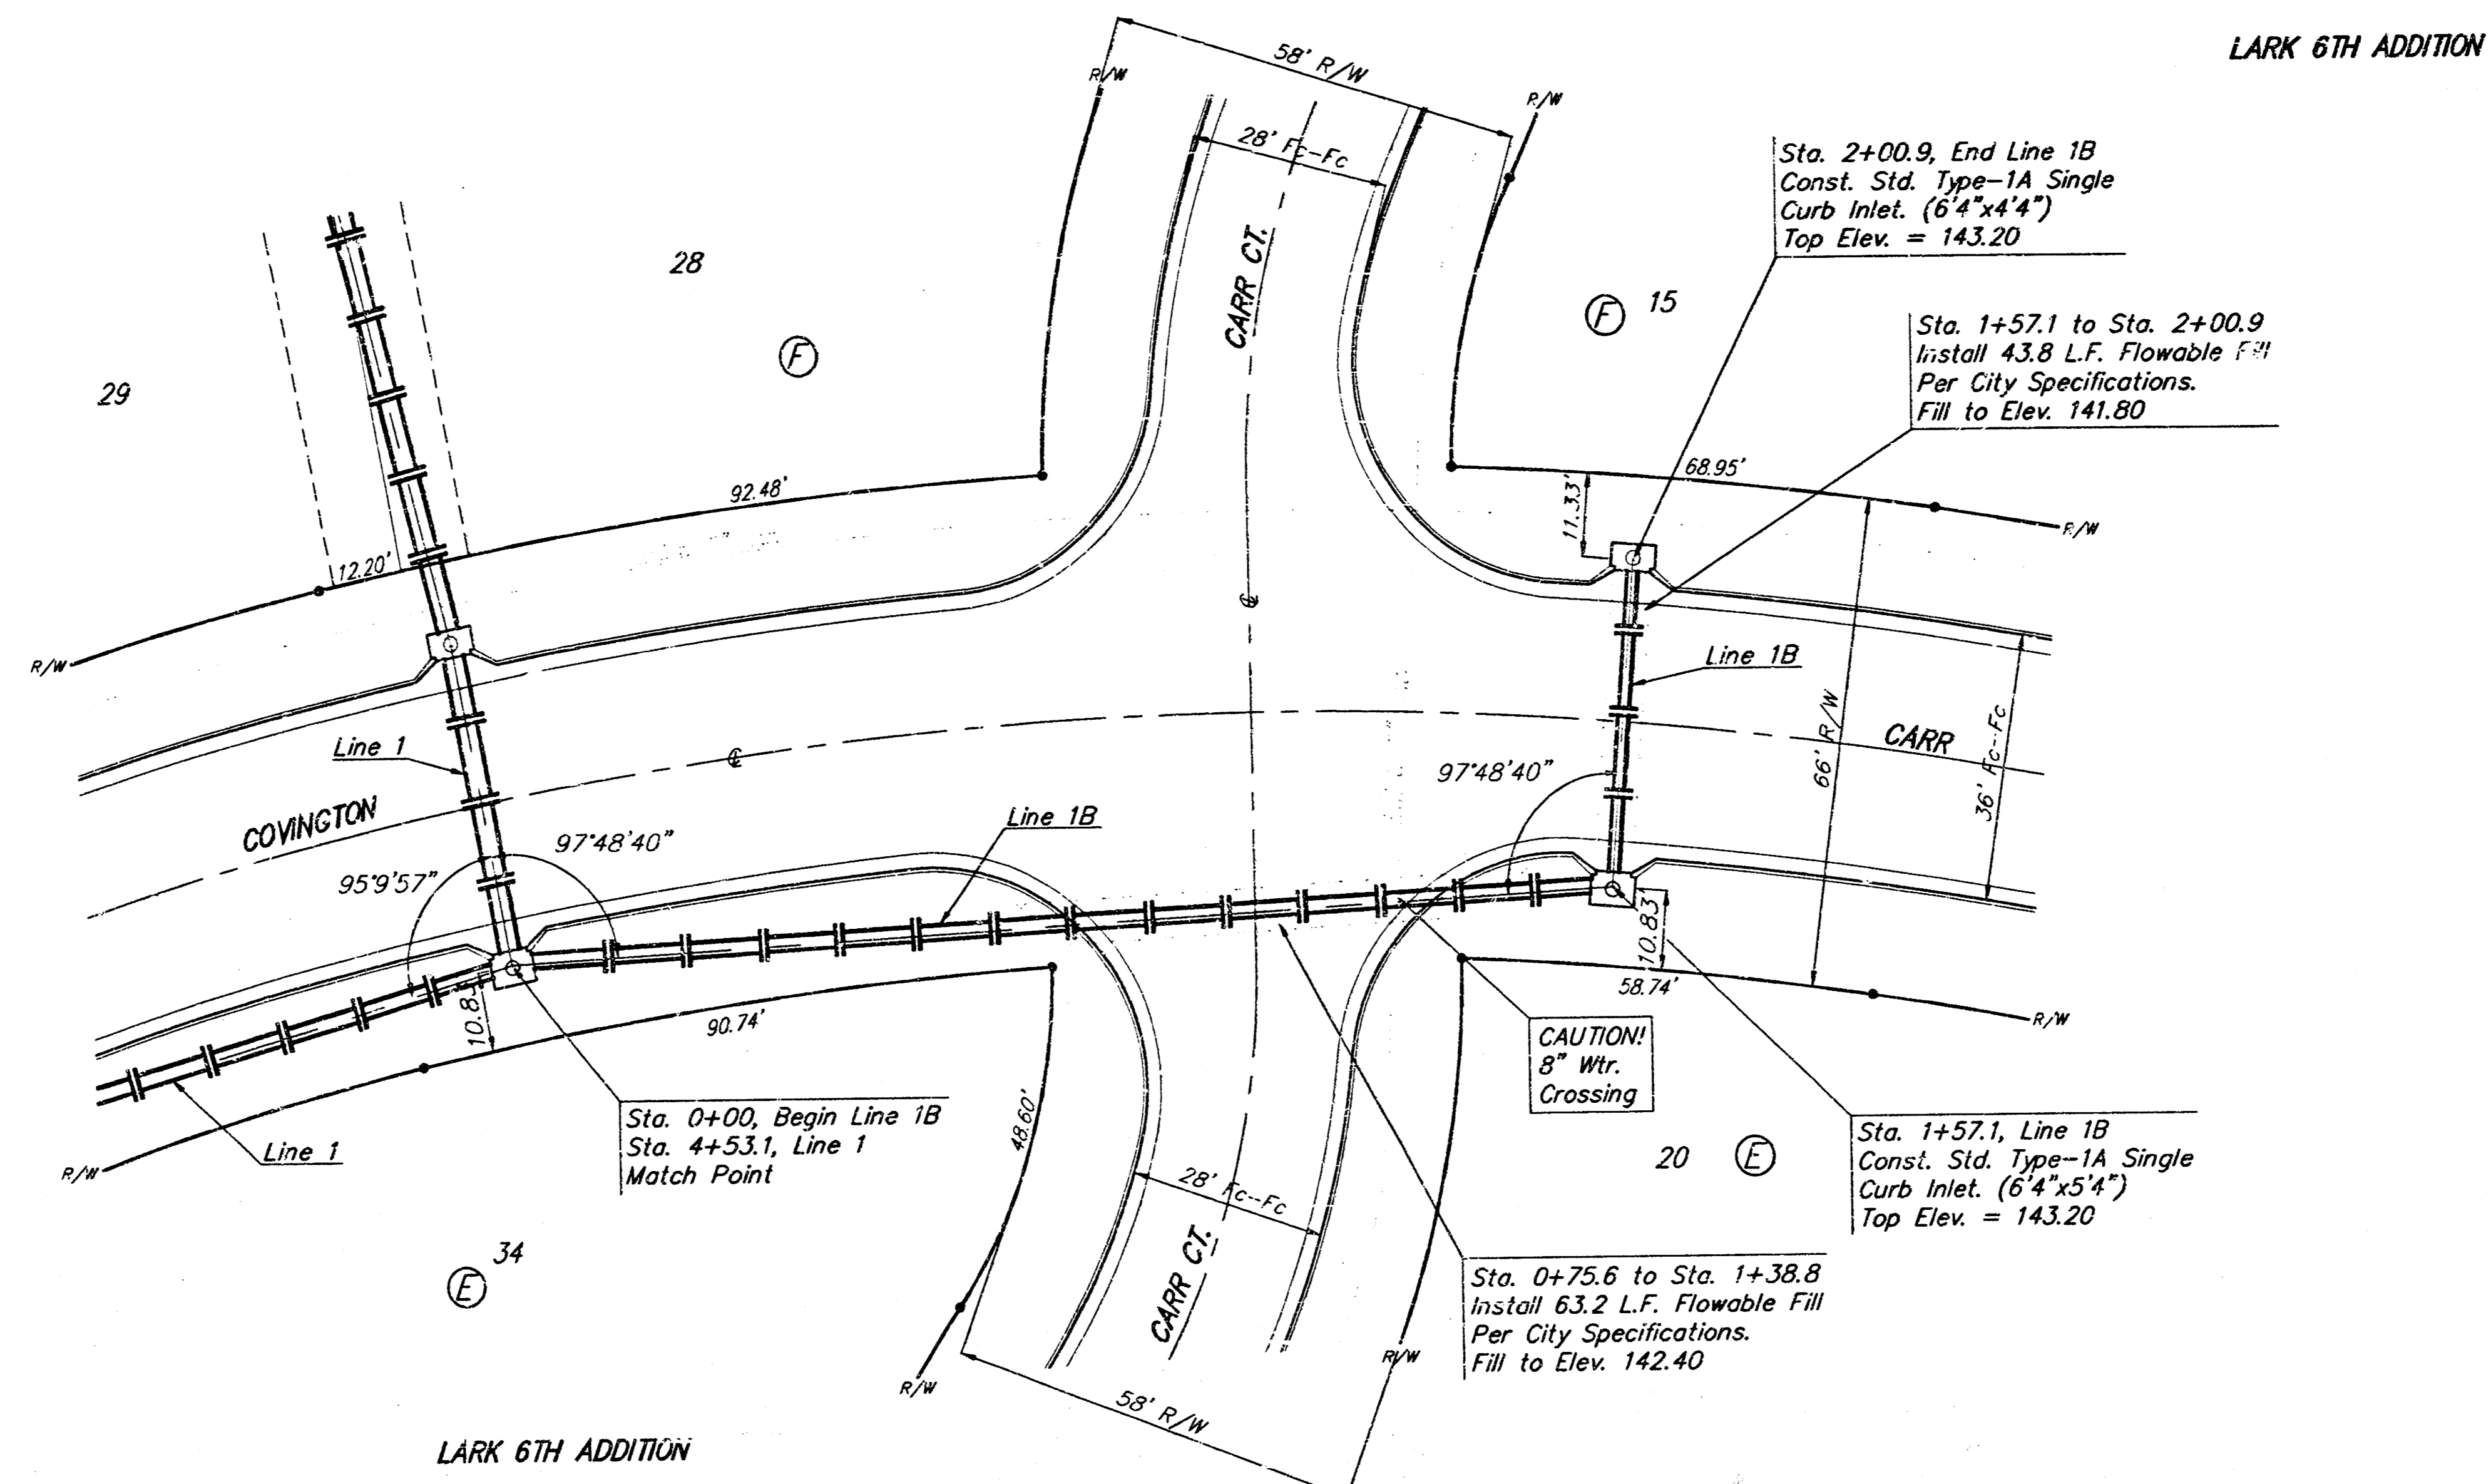 LARK 6TH ADDITION
58' R/W
R/W
R/W
28' Fc-Fc
CARR CT.
Sta. 2+00.9, End Line 1B
Const. Std. Type-1A Single
Curb Inlet. (6'4"x4'4")
Top Elev. = 143.20
28
F
F
15
Sta. 1+57.1 to Sta. 2+00.9
Install 43.8 L.F. Flowable Fill
Per City Specifications.
Fill to Elev. 141.80
29
92.48'
68.95'
11.33'
R/W
12.20'
R/W
Line 1B
Line 1
66' R/W
CARR
36' Fc-Fc
97°48'40"
COVINGTON
Line 1B
97°48'40"
95°9'57"
10.83'
10.83'
58.74'
90.74'
R/W
CAUTION!
8" Wtr.
Crossing
Sta. 0+00, Begin Line 1B
Sta. 4+53.1, Line 1
Match Point
48.60'
Line 1
R/W
20
E
Sta. 1+57.1, Line 1B
Const. Std. Type-1A Single
Curb Inlet. (6'4"x5'4")
Top Elev. = 143.20
28' Fc-Fc
CARR CT.
34
E
Sta. 0+75.6 to Sta. 1+38.8
Install 63.2 L.F. Flowable Fill
Per City Specifications.
Fill to Elev. 142.40
R/W
R/W
58' R/W
LARK 6TH ADDITION